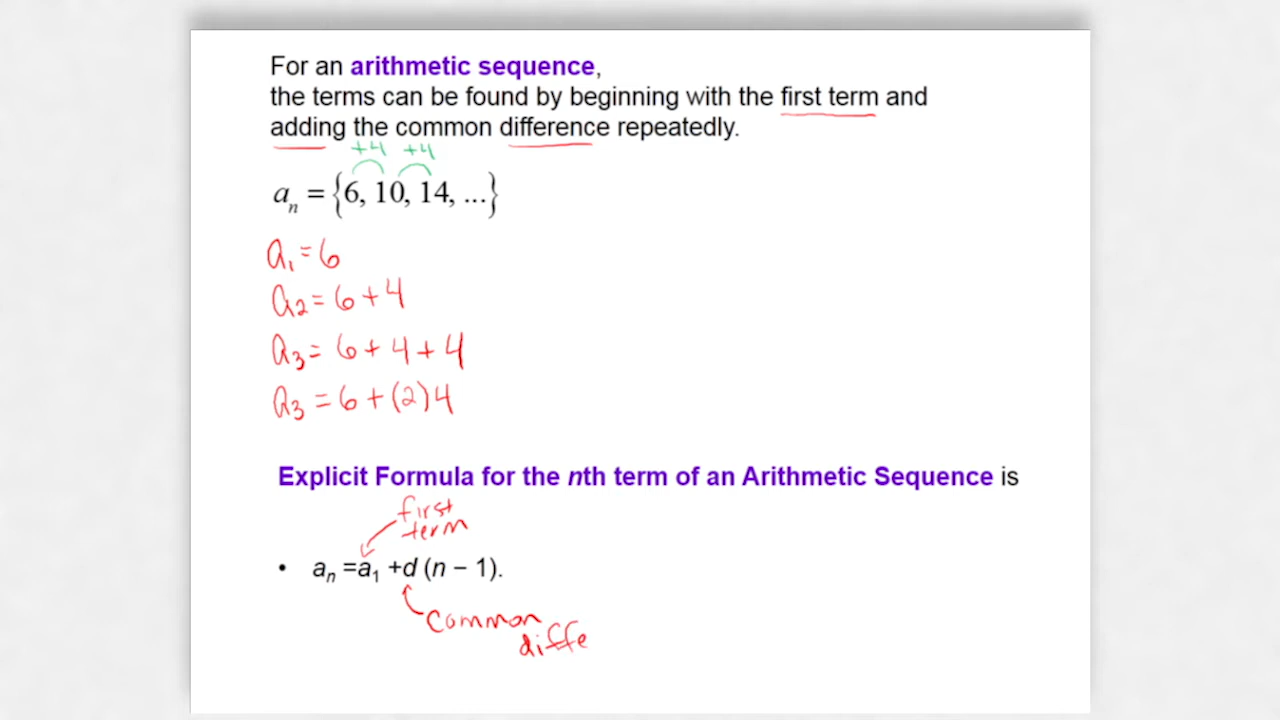 For an arithmetic sequence,
the terms can be found by beginning with the first term and
adding the common difference repeatedly.
+4 +4
aₙ = {6, 10, 14, ...}
a₁ = 6
a₂ = 6 + 4
a₃ = 6 + 4 + 4
a₃ = 6 + (2)4
Explicit Formula for the nth term of an Arithmetic Sequence is
first
term
• aₙ =a₁ +d (n − 1).
common
diffe